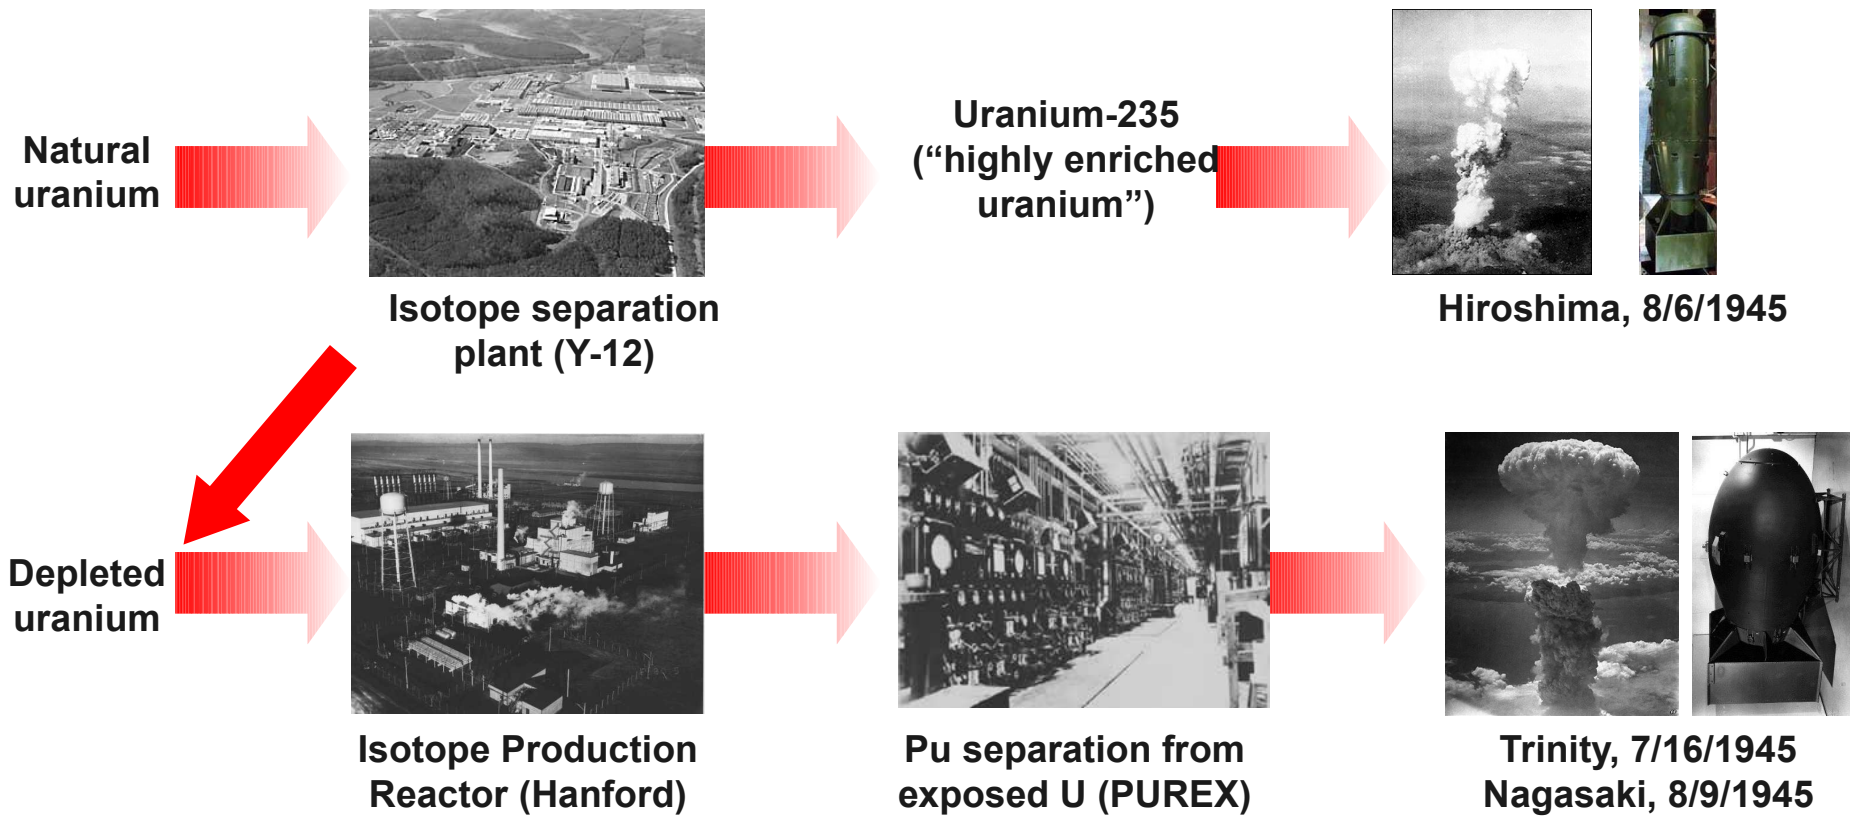 Natural
uranium
Isotope separation
plant (Y-12)
Uranium-235
(“highly enriched
uranium”)
Hiroshima, 8/6/1945
Depleted
uranium
Isotope Production
Reactor (Hanford)
Pu separation from
exposed U (PUREX)
Trinity, 7/16/1945
Nagasaki, 8/9/1945